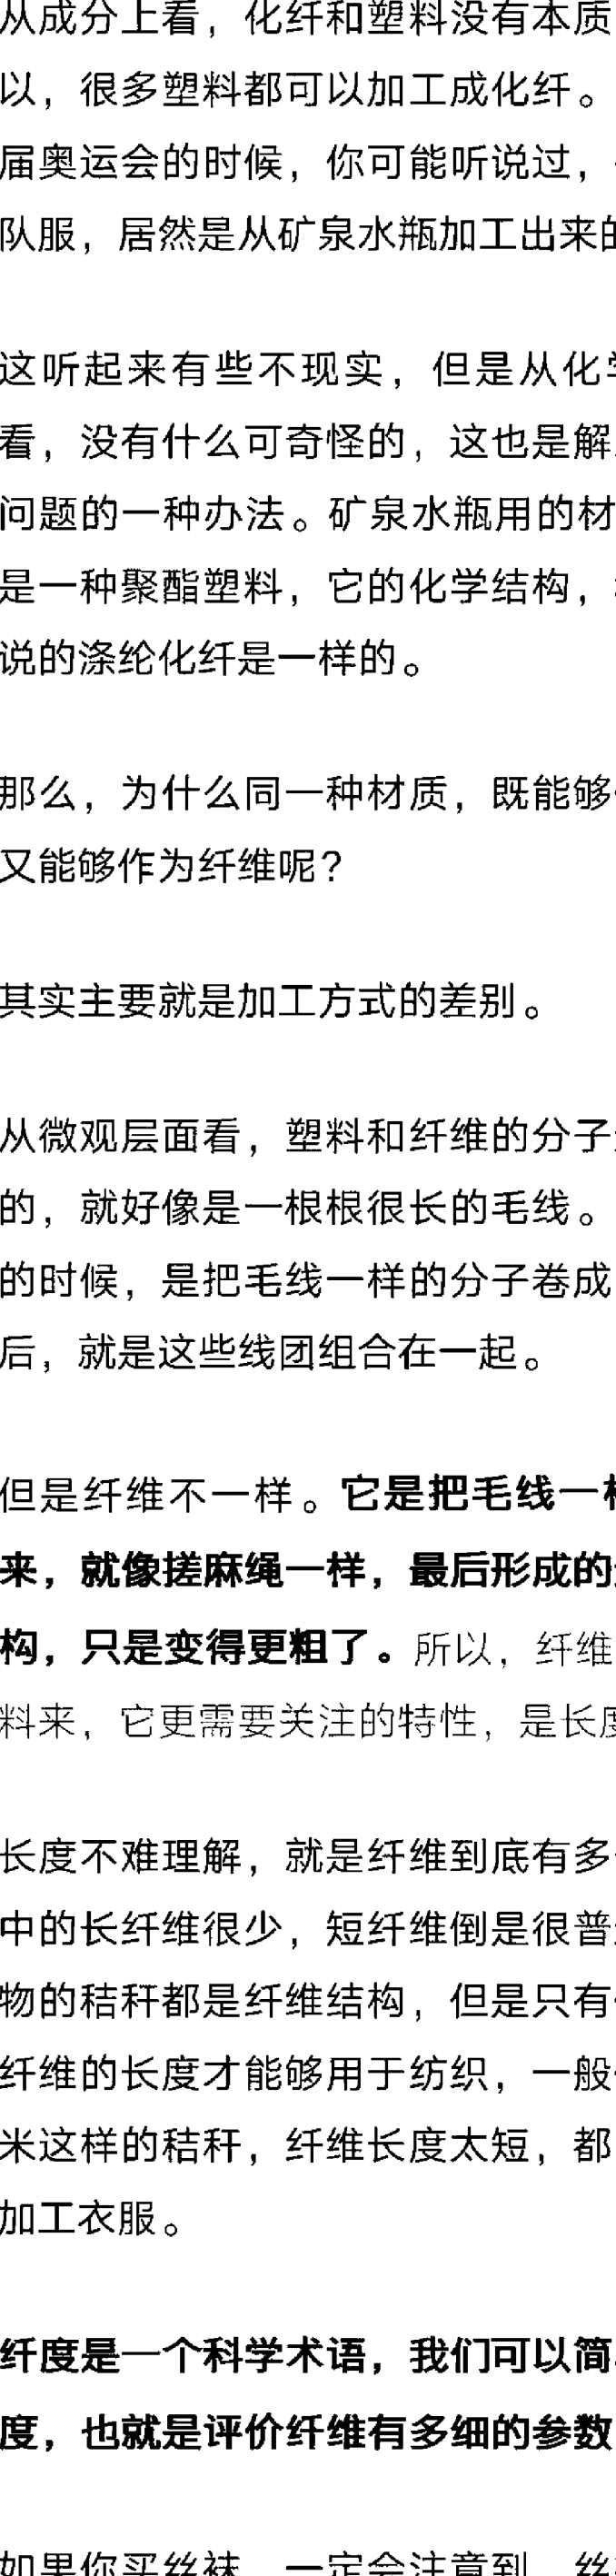 从成分上看，化纤和塑料没有本质
以，很多塑料都可以加工成化纤。
届奥运会的时候，你可能听说过，
队服，居然是从矿泉水瓶加工出来的
这听起来有些不现实，但是从化学
看，没有什么可奇怪的，这也是解
问题的一种办法。矿泉水瓶用的材
是一种聚酯塑料，它的化学结构，
说的涤纶化纤是一样的。
那么，为什么同一种材质，既能够
又能够作为纤维呢？
其实主要就是加工方式的差别。
从微观层面看，塑料和纤维的分子
的，就好像是一根根很长的毛线。
的时候，是把毛线一样的分子卷成
后，就是这些线团组合在一起。
但是纤维不一样。它是把毛线一样
来，就像搓麻绳一样，最后形成的
构，只是变得更粗了。所以，纤维
料来，它更需要关注的特性，是长度
长度不难理解，就是纤维到底有多
中的长纤维很少，短纤维倒是很普
物的秸秆都是纤维结构，但是只有
纤维的长度才能够用于纺织，一般
米这样的秸秆，纤维长度太短，都
加工衣服。
纤度是一个科学术语，我们可以简
度，也就是评价纤维有多细的参数
如果你买丝袜，一定会注意到，丝